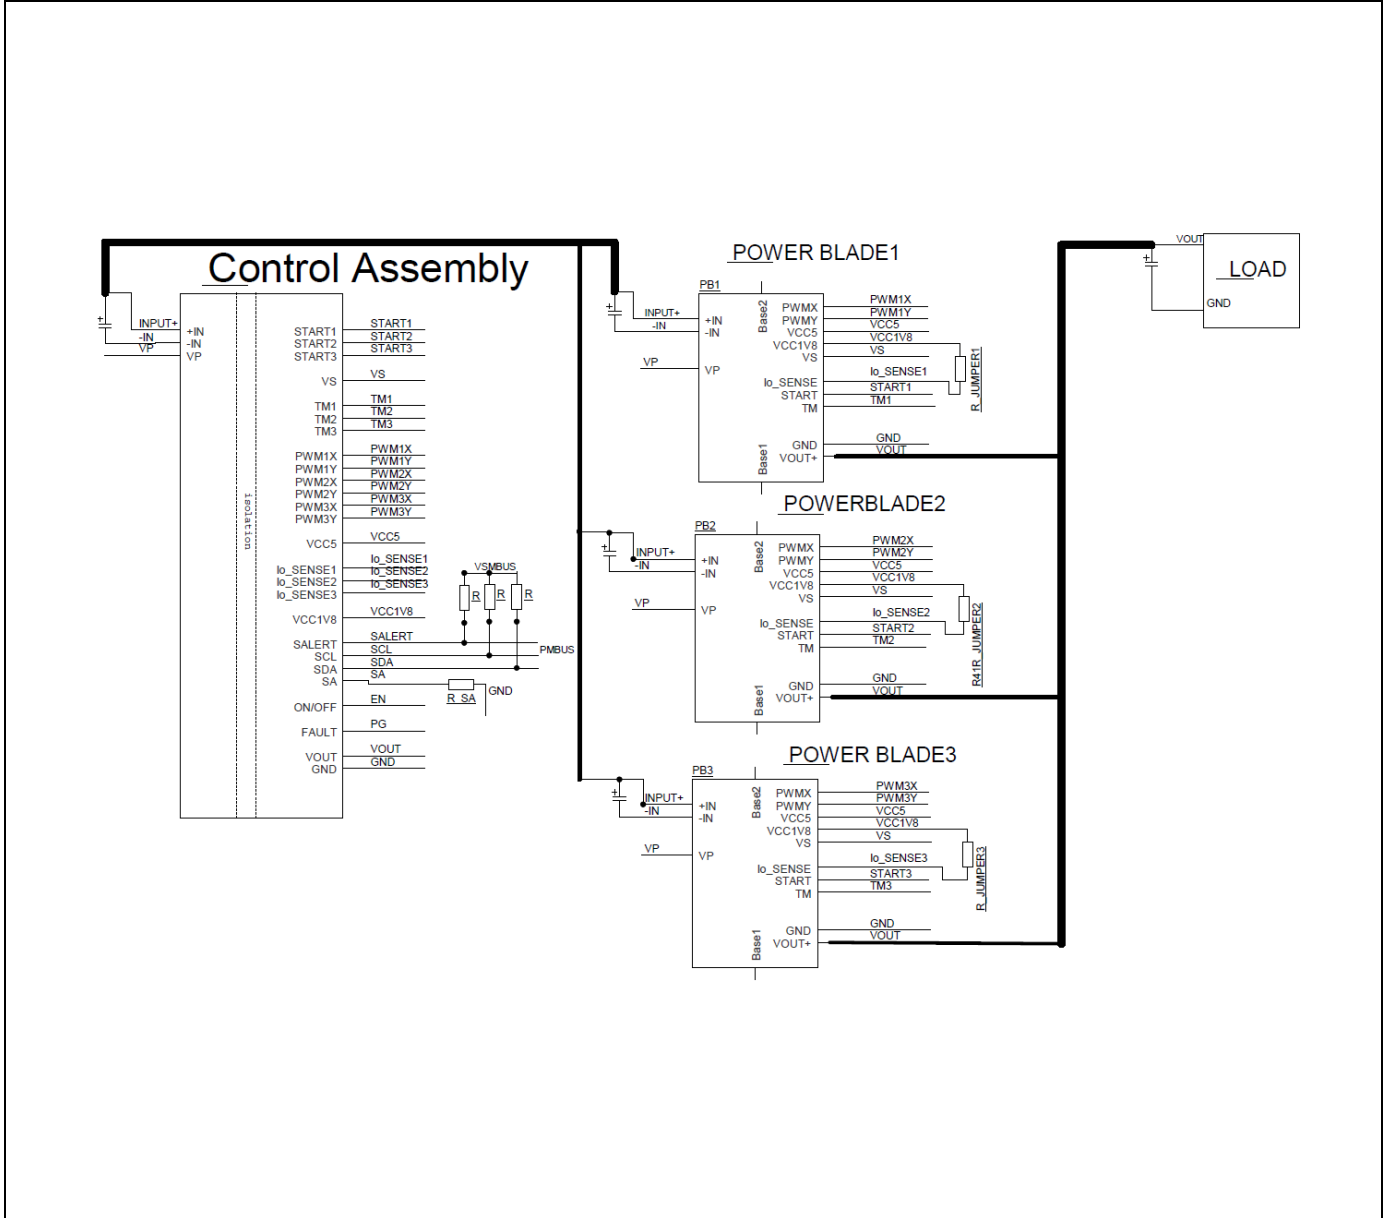 Control Assembly
INPUT+
-IN
VP
+IN
-IN
VP
isolation
START1
START2
START3
VS
TM1
TM2
TM3
PWM1X
PWM1Y
PWM2X
PWM2Y
PWM3X
PWM3Y
VCC5
Io_SENSE1
Io_SENSE2
Io_SENSE3
VCC1V8
SALERT
SCL
SDA
SA
ON/OFF
FAULT
VOUT
GND
START1
START2
START3
VS
TM1
TM2
TM3
PWM1X
PWM1Y
PWM2X
PWM2Y
PWM3X
PWM3Y
VCC5
Io_SENSE1
Io_SENSE2
Io_SENSE3
VCC1V8
SALERT
SCL
SDA
SA
EN
PG
VOUT
GND
VSMBUS
R R R
PMBUS
R_SA
GND
POWER BLADE1
PB1
INPUT+
-IN
VP
+IN
-IN
VP
Base2
Base1
PWMX
PWMY
VCC5
VCC1V8
VS
Io_SENSE
START
TM
GND
VOUT+
PWM1X
PWM1Y
VCC5
VCC1V8
VS
Io_SENSE1
START1
TM1
GND
VOUT
R_JUMPER1
POWERBLADE2
PB2
INPUT+
-IN
VP
+IN
-IN
VP
Base2
Base1
PWMX
PWMY
VCC5
VCC1V8
VS
Io_SENSE
START
TM
GND
VOUT+
PWM2X
PWM2Y
VCC5
VCC1V8
VS
Io_SENSE2
START2
TM2
GND
VOUT
R41R_JUMPER2
POWER BLADE3
PB3
INPUT+
-IN
VP
+IN
-IN
VP
Base2
Base1
PWMX
PWMY
VCC5
VCC1V8
VS
Io_SENSE
START
TM
GND
VOUT+
PWM3X
PWM3Y
VCC5
VCC1V8
VS
Io_SENSE3
START3
TM3
GND
VOUT
R_JUMPER3
VOUT
LOAD
GND